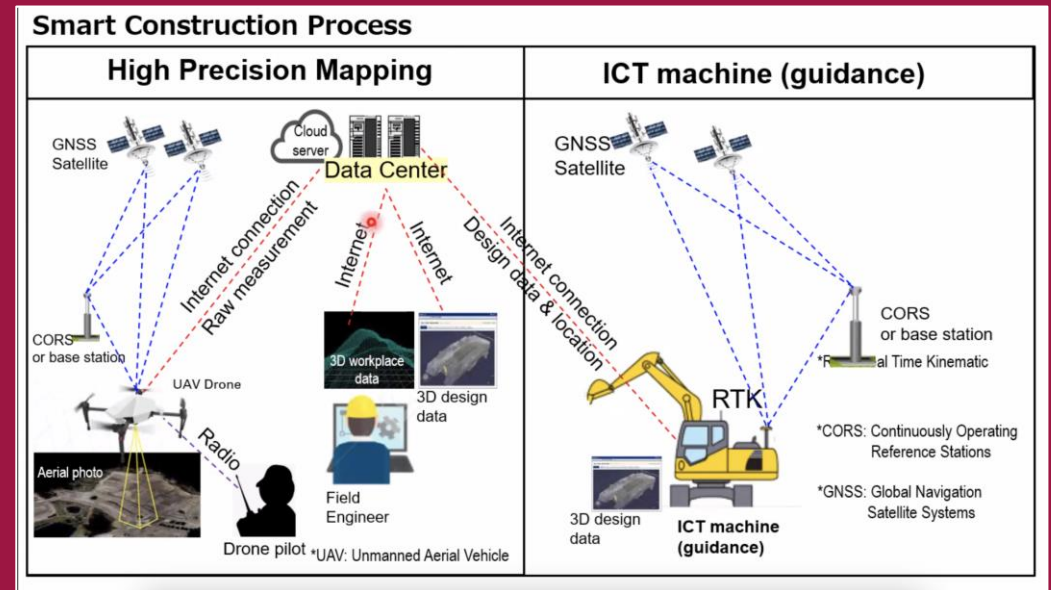 Smart Construction Process
High Precision Mapping
GNSS
Satellite
Cloud
server
Data Center
Internet connection
Raw measurement
Internet
Internet
CORS
or base station
UAV Drone
Radio
Aerial photo
Drone pilot
3D workplace
data
3D design
data
Field
Engineer
*UAV: Unmanned Aerial Vehicle
ICT machine (guidance)
GNSS
Satellite
Internet connection
Design data & location
CORS
or base station
al Time Kinematic
RTK
*CORS: Continuously Operating
Reference Stations
*GNSS: Global Navigation
Satellite Systems
3D design
data
ICT machine
(guidance)